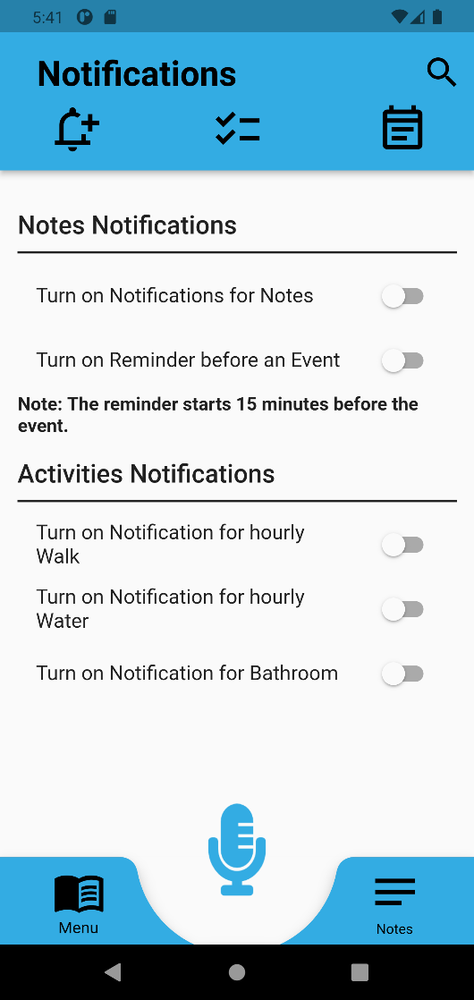 5:41
Notifications
Notes Notifications
Turn on Notifications for Notes
Turn on Reminder before an Event
Note: The reminder starts 15 minutes before the
event.
Activities Notifications
Turn on Notification for hourly
Walk
Turn on Notification for hourly
Water
Turn on Notification for Bathroom
Menu
Notes